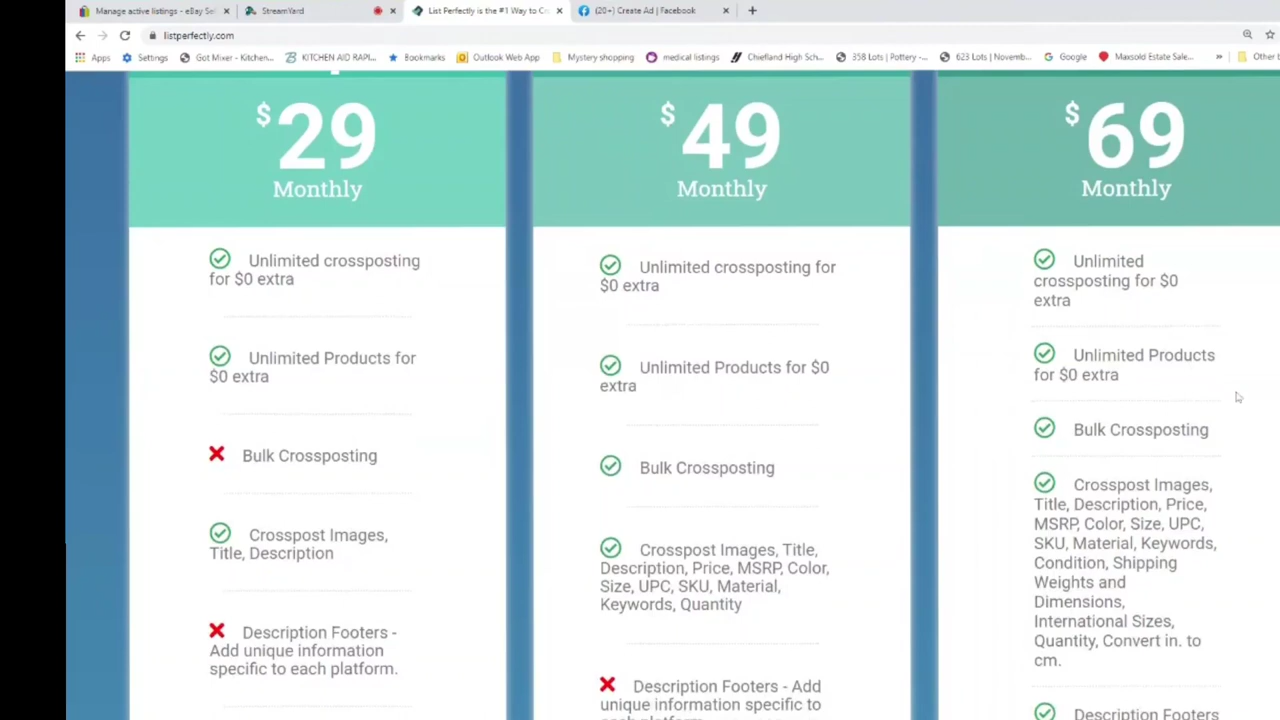 Manage active listings - eBay Se
StreamYard
List Perfectly is the #1 Way to C
(20+) Create Ad | Facebook
listperfectly.com
Apps
Settings
Got Mixer - Kitchen...
KITCHEN AID RAPI...
Bookmarks
Outlook Web App
Mystery shopping
medical listings
Chiefland High Sch...
358 Lots | Pottery -...
623 Lots | Novemb...
Google
Maxsold Estate Sale...
»
Other b
$29
Monthly
Unlimited crossposting
for $0 extra
Unlimited Products for
$0 extra
Bulk Crossposting
Crosspost Images,
Title, Description
Description Footers -
Add unique information
specific to each platform.
$49
Monthly
Unlimited crossposting for
$0 extra
Unlimited Products for $0
extra
Bulk Crossposting
Crosspost Images, Title,
Description, Price, MSRP, Color,
Size, UPC, SKU, Material,
Keywords, Quantity
Description Footers - Add
unique information specific to
each platform
$69
Monthly
Unlimited
crossposting for $0
extra
Unlimited Products
for $0 extra
Bulk Crossposting
Crosspost Images,
Title, Description, Price,
MSRP, Color, Size, UPC,
SKU, Material, Keywords,
Condition, Shipping
Weights and
Dimensions,
International Sizes,
Quantity, Convert in. to
cm.
Description Footers